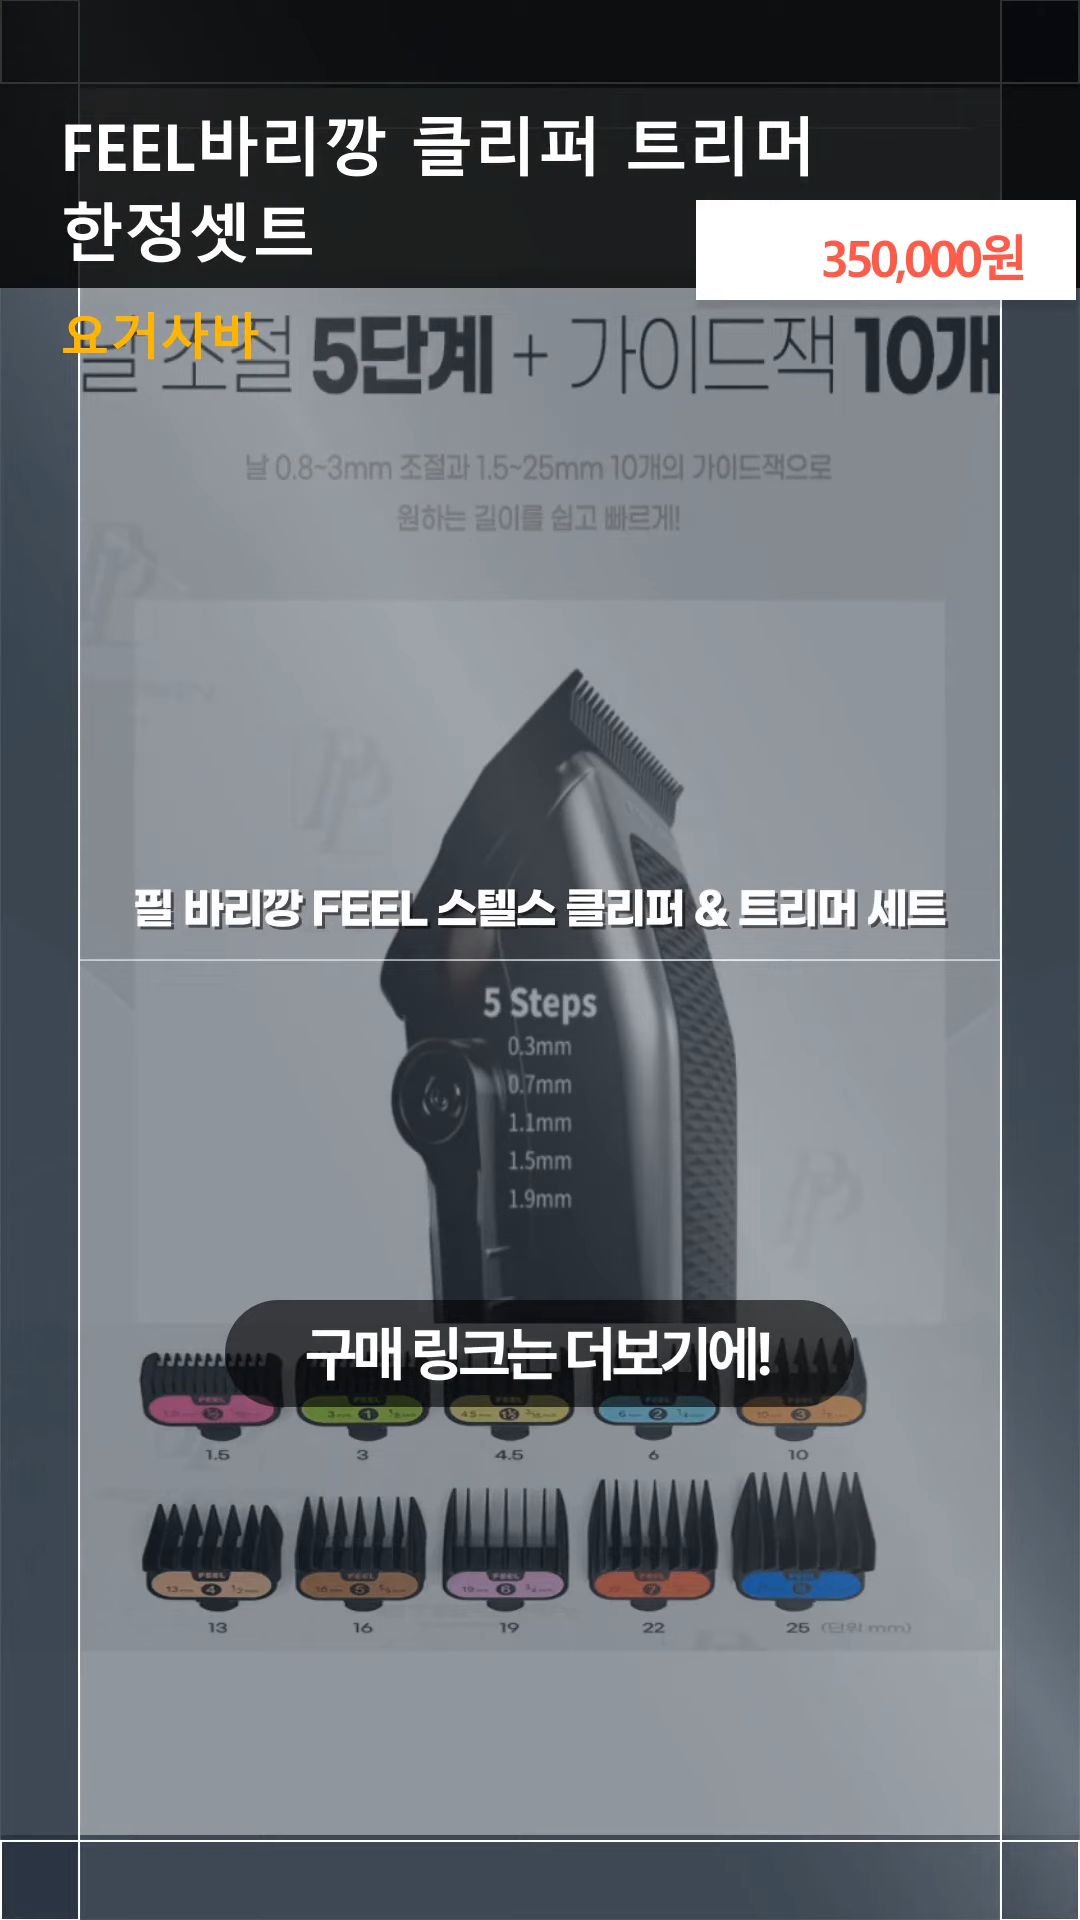 FEEL바리깡 클리퍼 트리머
한정셋트
350,000원
요거사바
날 조절 5단계 + 가이드잭 10개
날 0.8~3mm 조절과 1.5~25mm 10개의 가이드잭으로
원하는 길이를 쉽고 빠르게!
필 바리깡 FEEL 스텔스 클리퍼 & 트리머 세트
5 Steps
0.3mm
0.7mm
1.1mm
1.5mm
1.9mm
구매 링크는 더보기에!
1.5 3 4.5 6 10
13 16 19 22 25 (단위 mm)